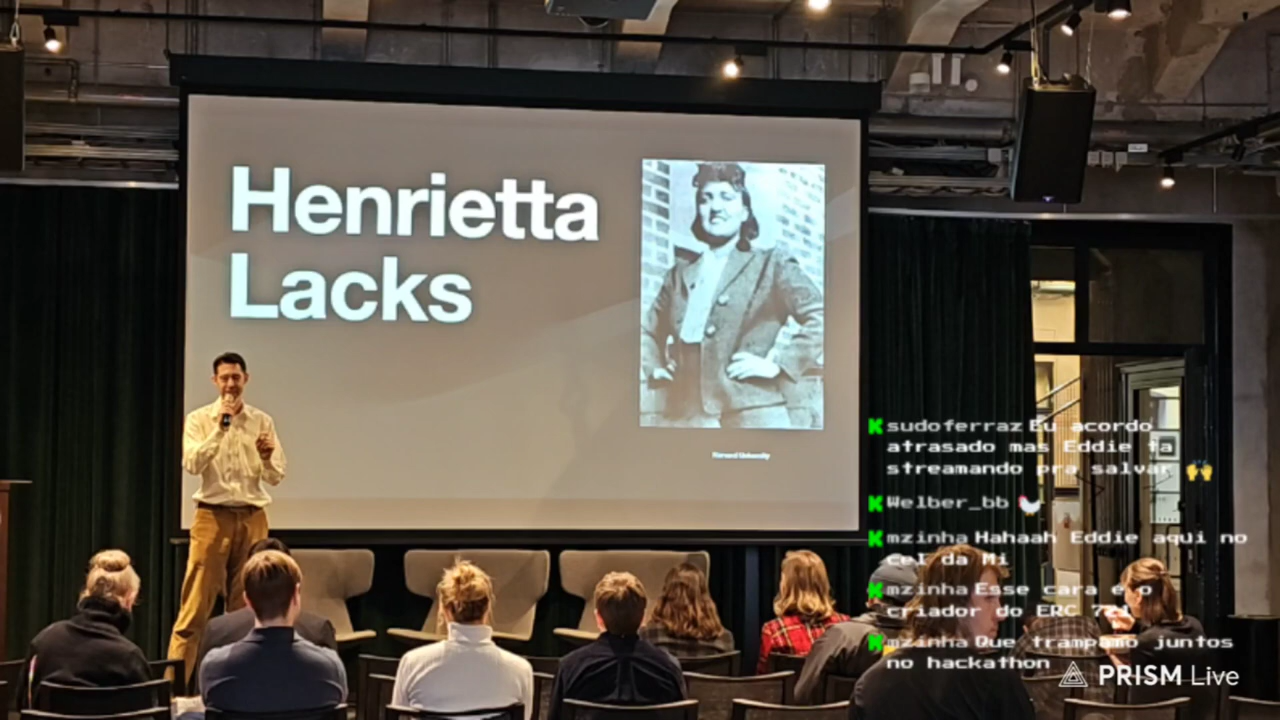 Henrietta
Lacks
Harvard University
sudoferraz Eu acordo
atrasado mas Eddie ta
streamando pra salvar 🙌
Welber_bb 🐓
mzinha Hahaah Eddie aqui no
cel da Mi
mzinha Esse cara é o
criador do ERC 721
mzinha Que trampamo juntos
no hackathon
PRISM Live